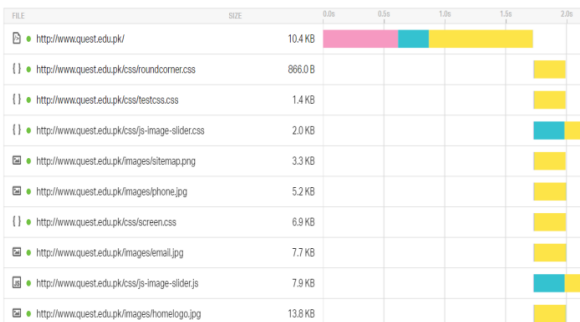 FILE SIZE 0.0s 0.5s 1.0s 1.5s 2.0s
http://www.quest.edu.pk/ 10.4 KB
{ } http://www.quest.edu.pk/css/roundcorner.css 866.0 B
{ } http://www.quest.edu.pk/css/testcss.css 1.4 KB
{ } http://www.quest.edu.pk/css/js-image-slider.css 2.0 KB
http://www.quest.edu.pk/images/sitemap.png 3.3 KB
http://www.quest.edu.pk/images/phone.jpg 5.2 KB
{ } http://www.quest.edu.pk/css/screen.css 6.9 KB
http://www.quest.edu.pk/images/email.jpg 7.7 KB
http://www.quest.edu.pk/css/js-image-slider.js 7.9 KB
http://www.quest.edu.pk/images/homelogo.jpg 13.8 KB